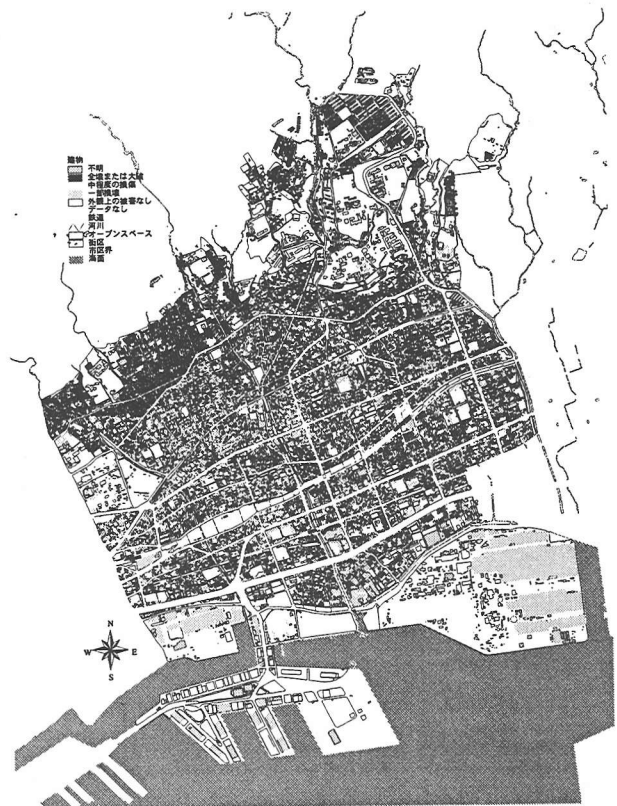 建物
不明
全壊または大破
中程度の損傷
一部損壊
外観上の被害なし
データなし
鉄道
河川
オープンスペース
街区
市区界
海面
N
W E
S